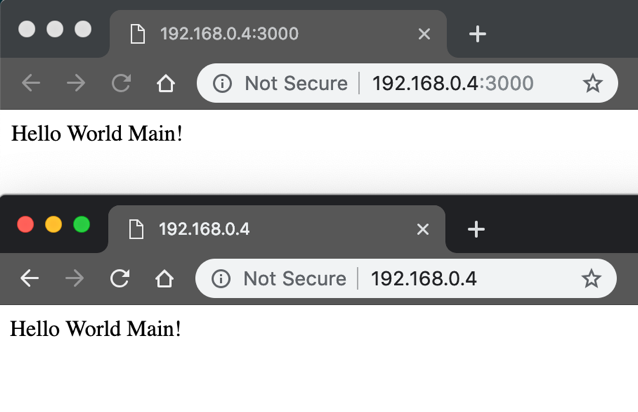 192.168.0.4:3000
Not Secure 192.168.0.4:3000
Hello World Main!
192.168.0.4
Not Secure 192.168.0.4
Hello World Main!